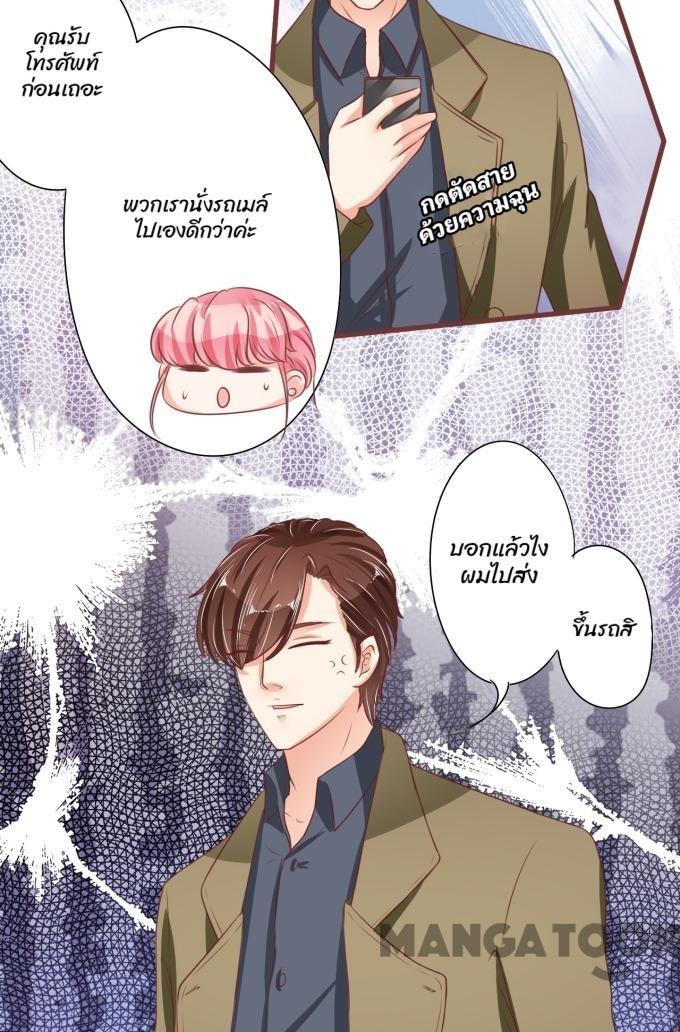 คุณรับ
โทรศัพท์
ก่อนเถอะ
พวกเรานั่งรถเมล์
ไปเองดีกว่าค่ะ
กดตัดสาย
ด้วยความฉุน
บอกแล้วไง
ผมไปส่ง
ขึ้นรถสิ
MANGATOON